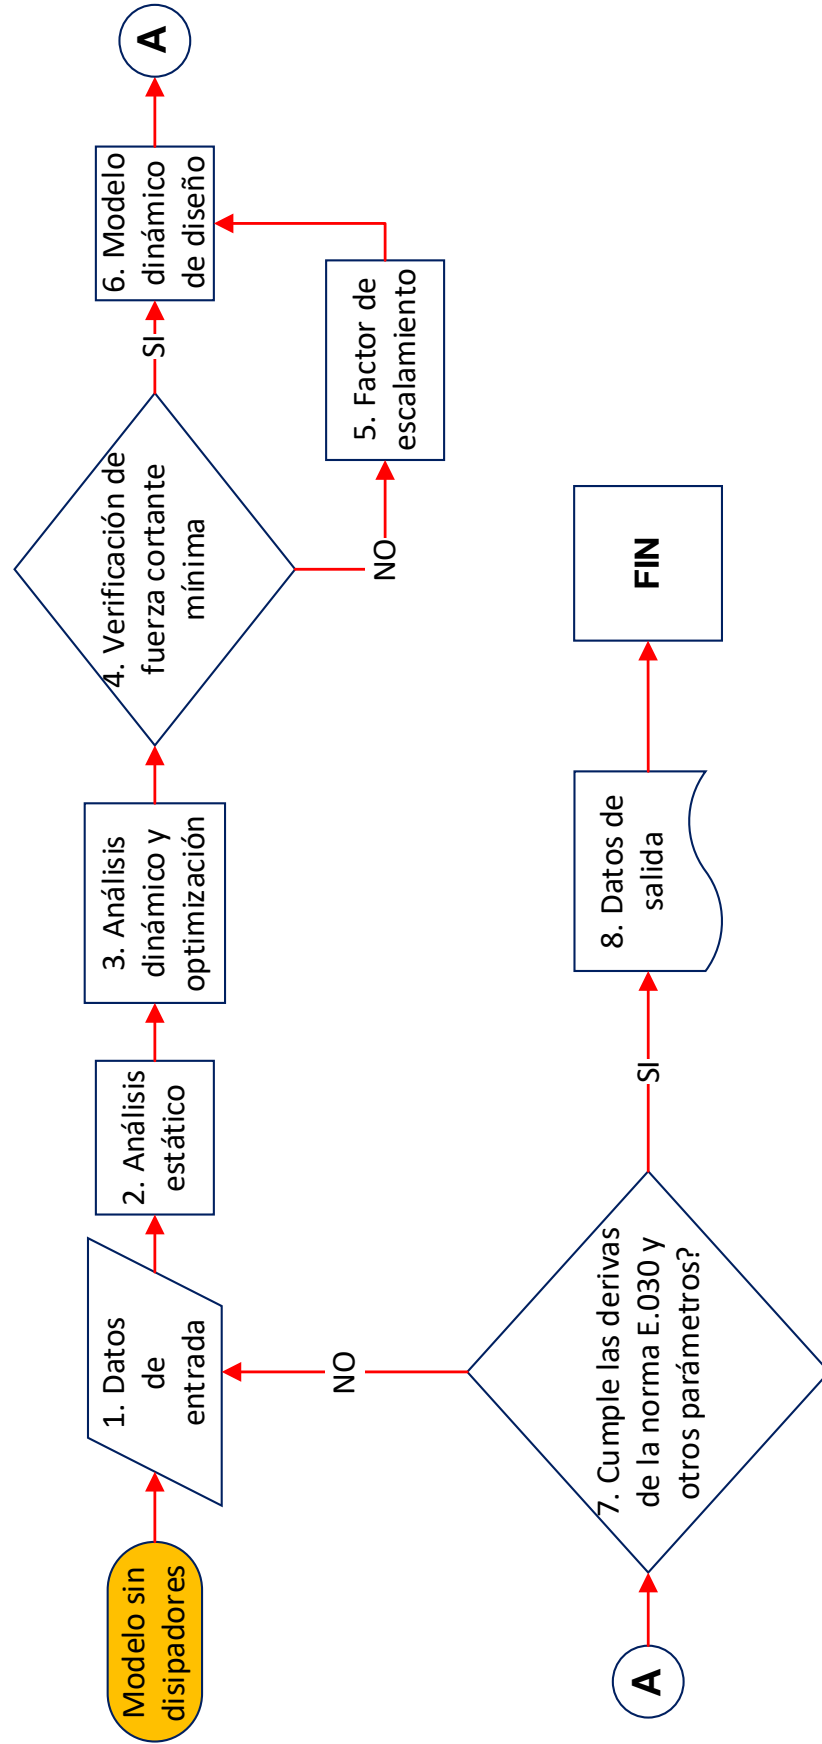 Modelo sin
disipadores
1. Datos
de
entrada
2. Análisis
estático
3. Análisis
dinámico y
optimización
4. Verificación de
fuerza cortante
mínima
SI
NO
5. Factor de
escalamiento
6. Modelo
dinámico
de diseño
A
A
7. Cumple las derivas
de la norma E.030 y
otros parámetros?
NO
SI
8. Datos de
salida
FIN